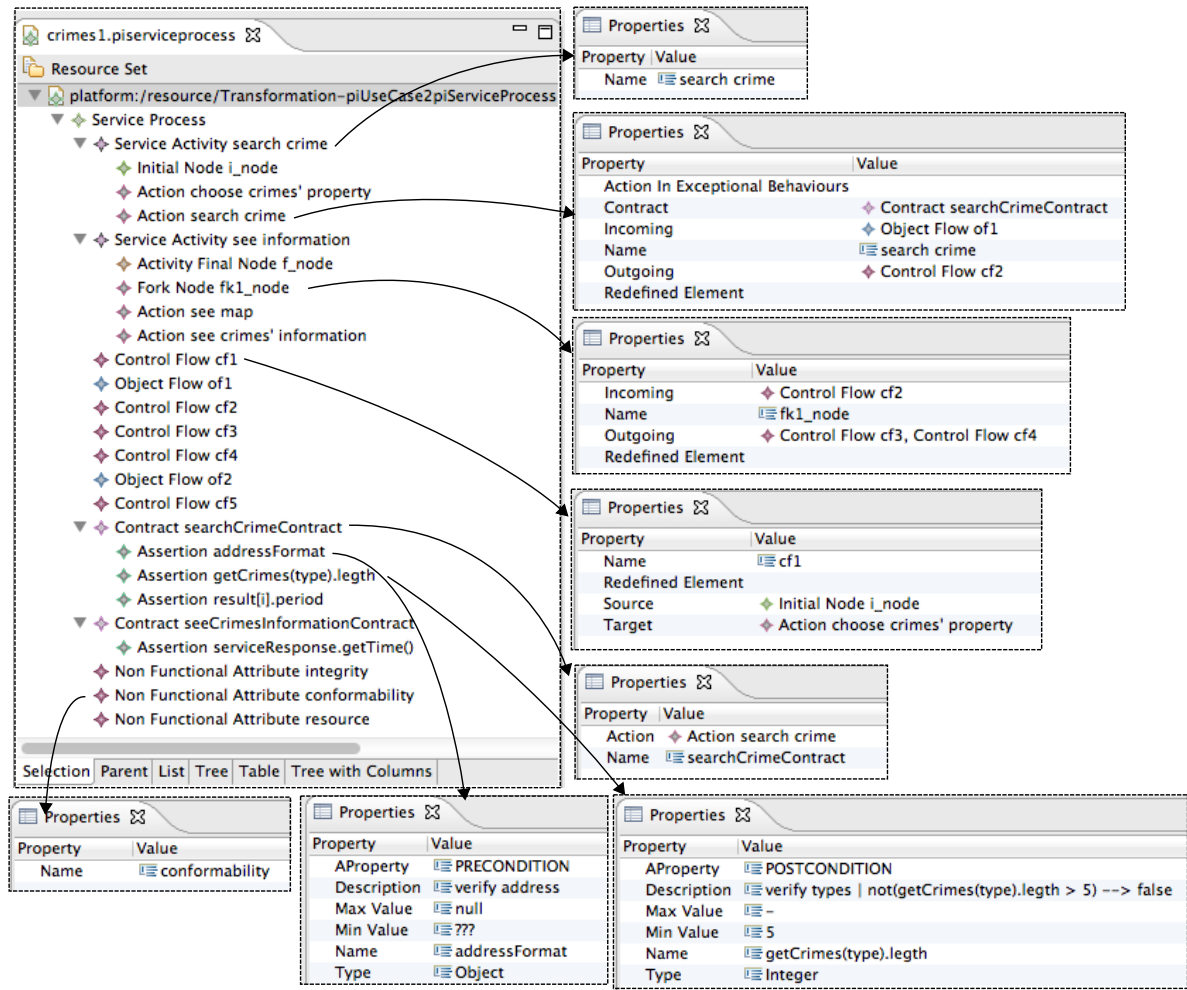 crimes1.piserviceprocess
Resource Set
platform:/resource/Transformation-piUseCase2piServiceProcess
Service Process
Service Activity search crime
Initial Node i_node
Action choose crimes' property
Action search crime
Service Activity see information
Activity Final Node f_node
Fork Node fk1_node
Action see map
Action see crimes' information
Control Flow cf1
Object Flow of1
Control Flow cf2
Control Flow cf3
Control Flow cf4
Object Flow of2
Control Flow cf5
Contract searchCrimeContract
Assertion addressFormat
Assertion getCrimes(type).legth
Assertion result[i].period
Contract seeCrimesInformationContract
Assertion serviceResponse.getTime()
Non Functional Attribute integrity
Non Functional Attribute conformability
Non Functional Attribute resource
Selection Parent List Tree Table Tree with Columns
Properties
Property Value
Name search crime
Properties
Property Value
Action In Exceptional Behaviours
Contract Contract searchCrimeContract
Incoming Object Flow of1
Name search crime
Outgoing Control Flow cf2
Redefined Element
Properties
Property Value
Incoming Control Flow cf2
Name fk1_node
Outgoing Control Flow cf3, Control Flow cf4
Redefined Element
Properties
Property Value
Name cf1
Redefined Element
Source Initial Node i_node
Target Action choose crimes' property
Properties
Property Value
Action Action search crime
Name searchCrimeContract
Properties
Property Value
Name conformability
Properties
Property Value
AProperty PRECONDITION
Description verify address
Max Value null
Min Value ???
Name addressFormat
Type Object
Properties
Property Value
AProperty POSTCONDITION
Description verify types | not(getCrimes(type).legth > 5) --> false
Max Value -
Min Value 5
Name getCrimes(type).legth
Type Integer